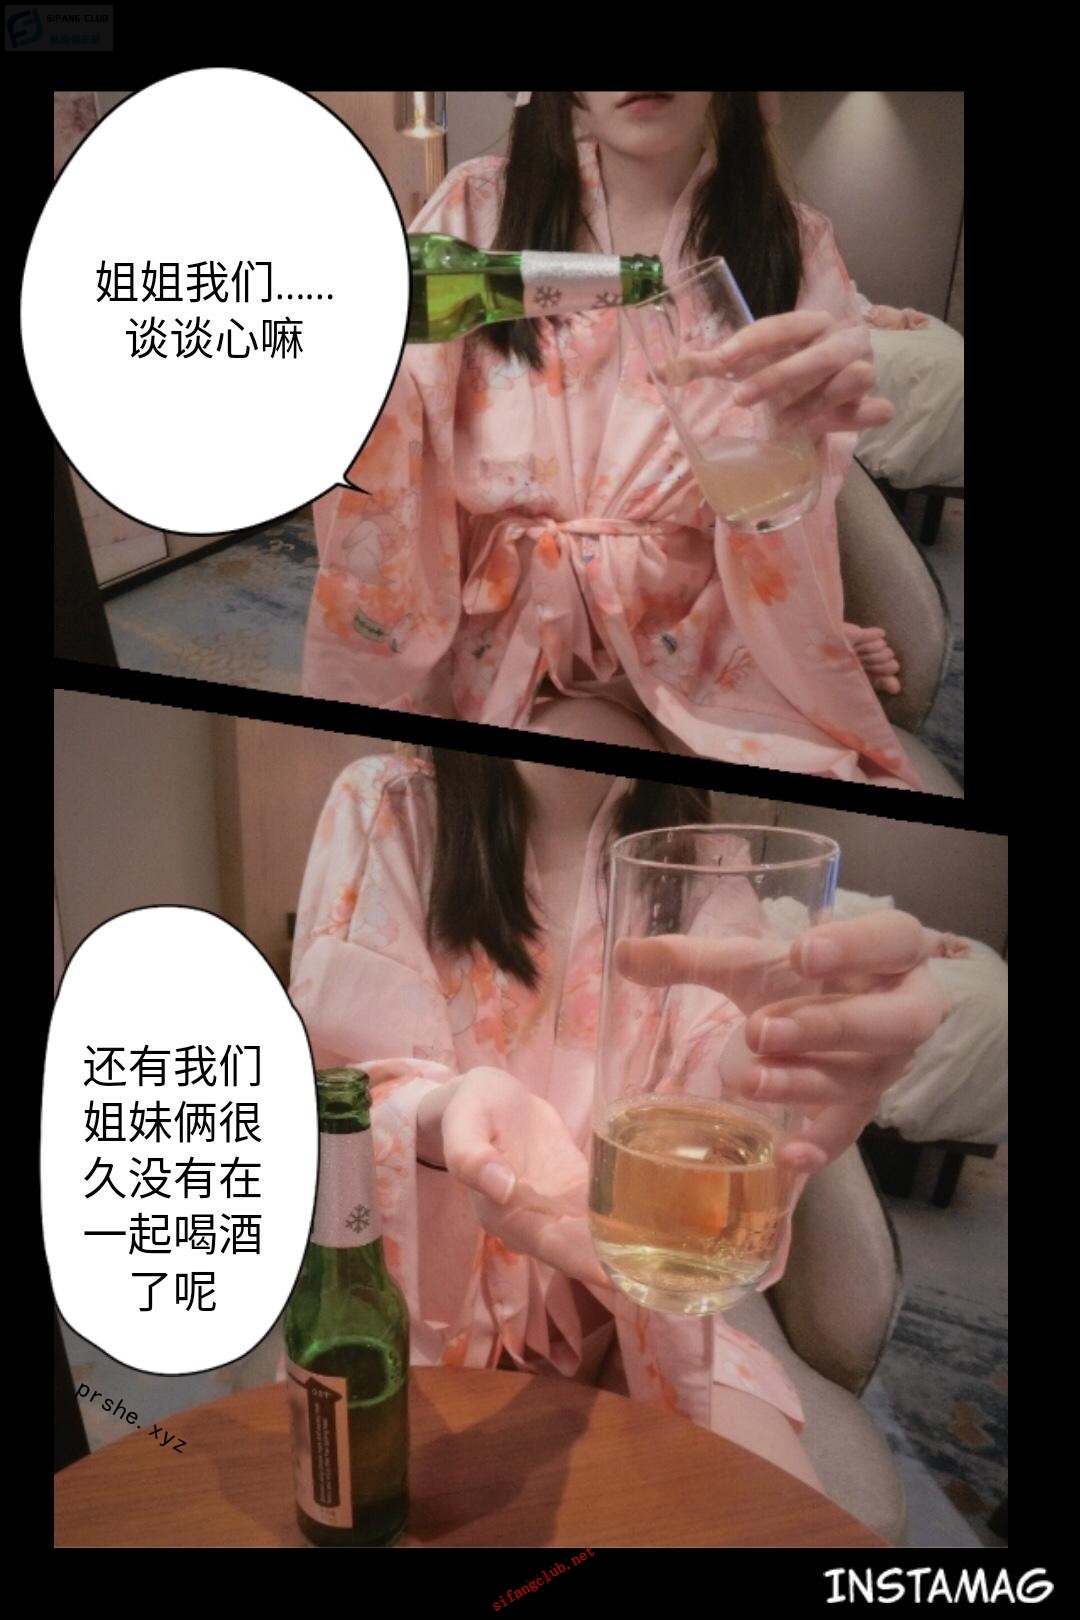 SIFANG CLUB
姐姐我们……
谈谈心嘛
还有我们
姐妹俩很
久没有在
一起喝酒
了呢
prshe.xyz
sifangclub.net
INSTAMAG